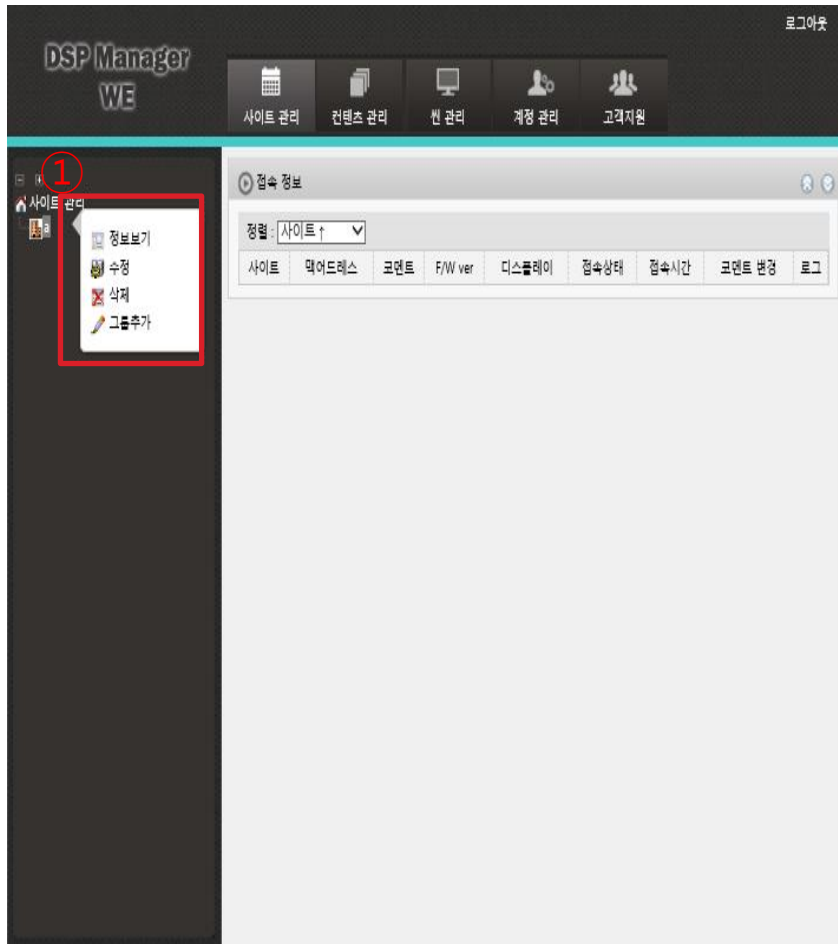 로그아웃
DSP Manager
WE
사이트 관리 컨텐츠 관리 씬 관리 계정 관리 고객지원
①
사이트 관리
a
정보보기
수정
삭제
그룹추가
접속 정보
정렬 : 사이트 ↑
사이트 맥어드레스 코멘트 F/W ver 디스플레이 접속상태 접속시간 코멘트 변경 로그